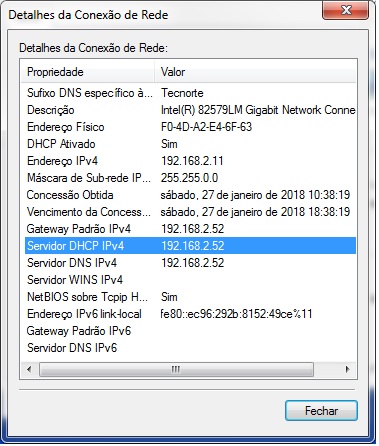 Detalhes da Conexão de Rede
Detalhes da Conexão de Rede:
Propriedade Valor
Sufixo DNS específico à... Tecnorte
Descrição Intel(R) 82579LM Gigabit Network Conne
Endereço Físico F0-4D-A2-E4-6F-63
DHCP Ativado Sim
Endereço IPv4 192.168.2.11
Máscara de Sub-rede IP... 255.255.0.0
Concessão Obtida sábado, 27 de janeiro de 2018 10:38:19
Vencimento da Concess... sábado, 27 de janeiro de 2018 18:38:19
Gateway Padrão IPv4 192.168.2.52
Servidor DHCP IPv4 192.168.2.52
Servidor DNS IPv4 192.168.2.52
Servidor WINS IPv4
NetBIOS sobre Tcpip H... Sim
Endereço IPv6 link-local fe80::ec96:292b:8152:49ce%11
Gateway Padrão IPv6
Servidor DNS IPv6
Fechar